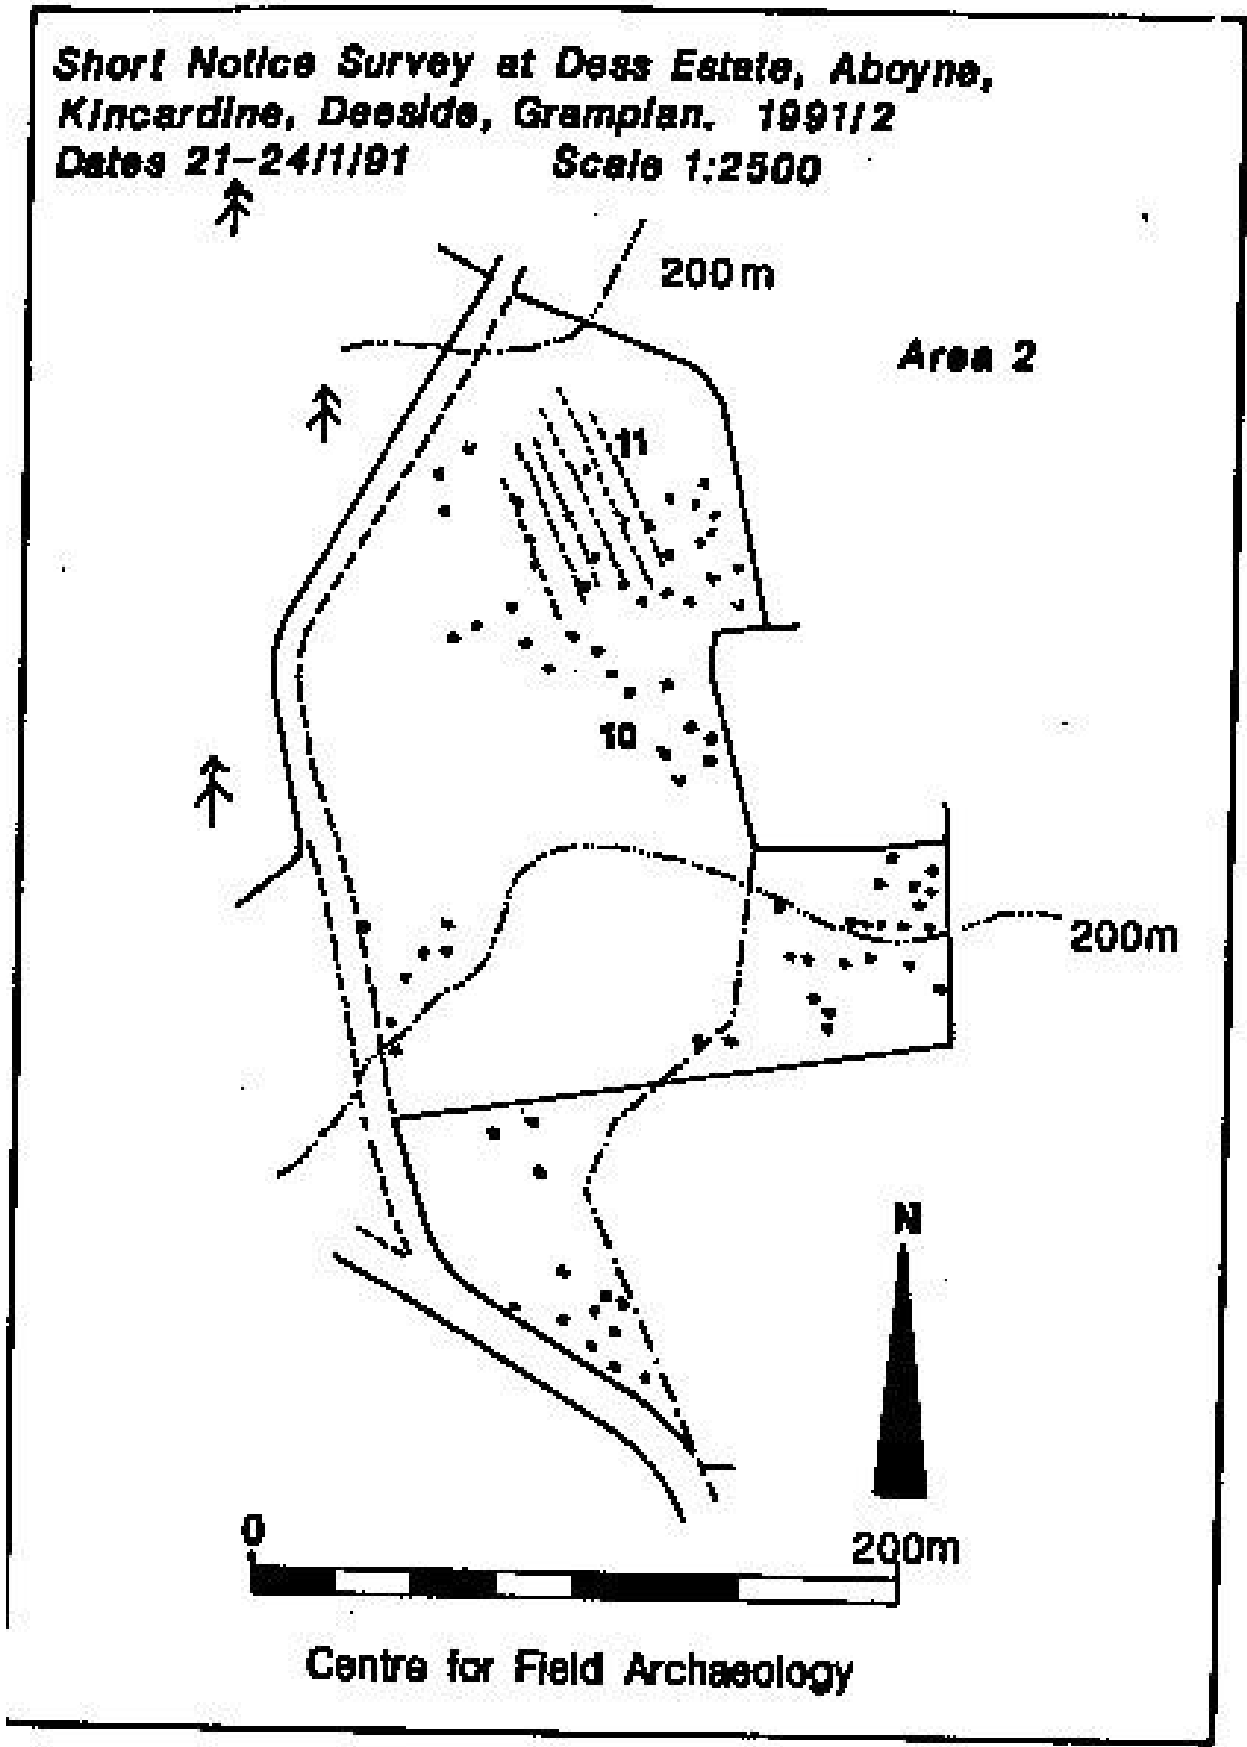 Short Notice Survey at Dess Estate, Aboyne,
Kincardine, Deeside, Grampian. 1991/2
Dates 21-24/1/91 Scale 1:2500
200m
Area 2
11
10
200m
N
0
200m
Centre for Field Archaeology